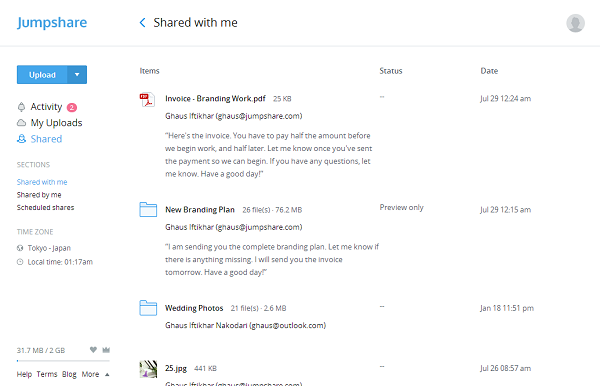 Jumpshare
Shared with me
Upload
Activity 2
My Uploads
Shared
SECTIONS
Shared with me
Shared by me
Scheduled shares
TIME ZONE
Tokyo - Japan
Local time: 01:17am
31.7 MB / 2 GB
Help Terms Blog More
Items Status Date
PDF
Invoice - Branding Work.pdf 25 KB -- Jul 29 12:24 am
Ghaus Iftikhar (ghaus@jumpshare.com)
"Here's the invoice. You have to pay half the amount before
we begin work, and half later. Let me know once you've sent
the payment so we can begin. If you have any questions, let
me know. Have a good day!"
New Branding Plan 26 file(s) · 76.2 MB Preview only Jul 29 12:15 am
Ghaus Iftikhar (ghaus@jumpshare.com)
"I am sending you the complete branding plan. Let me know if
there is anything missing. I will send you the invoice
tomorrow. Have a good day!"
Wedding Photos 21 file(s) · 2.6 MB -- Jan 18 11:51 pm
Ghaus Iftikhar Nakodari (ghaus@outlook.com)
25.jpg 441 KB -- Jul 26 08:57 am
Ghaus Iftikhar (ghaus@jumpshare.com)